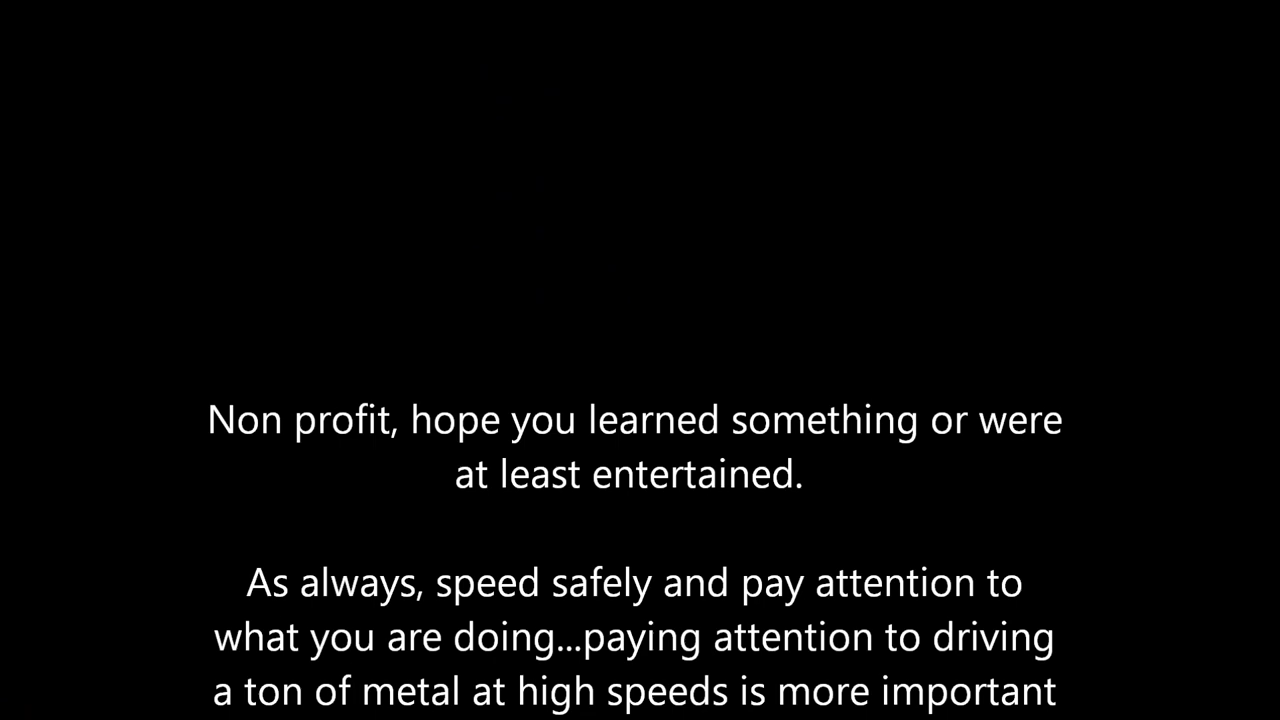 Non profit, hope you learned something or were
at least entertained.
As always, speed safely and pay attention to
what you are doing...paying attention to driving
a ton of metal at high speeds is more important